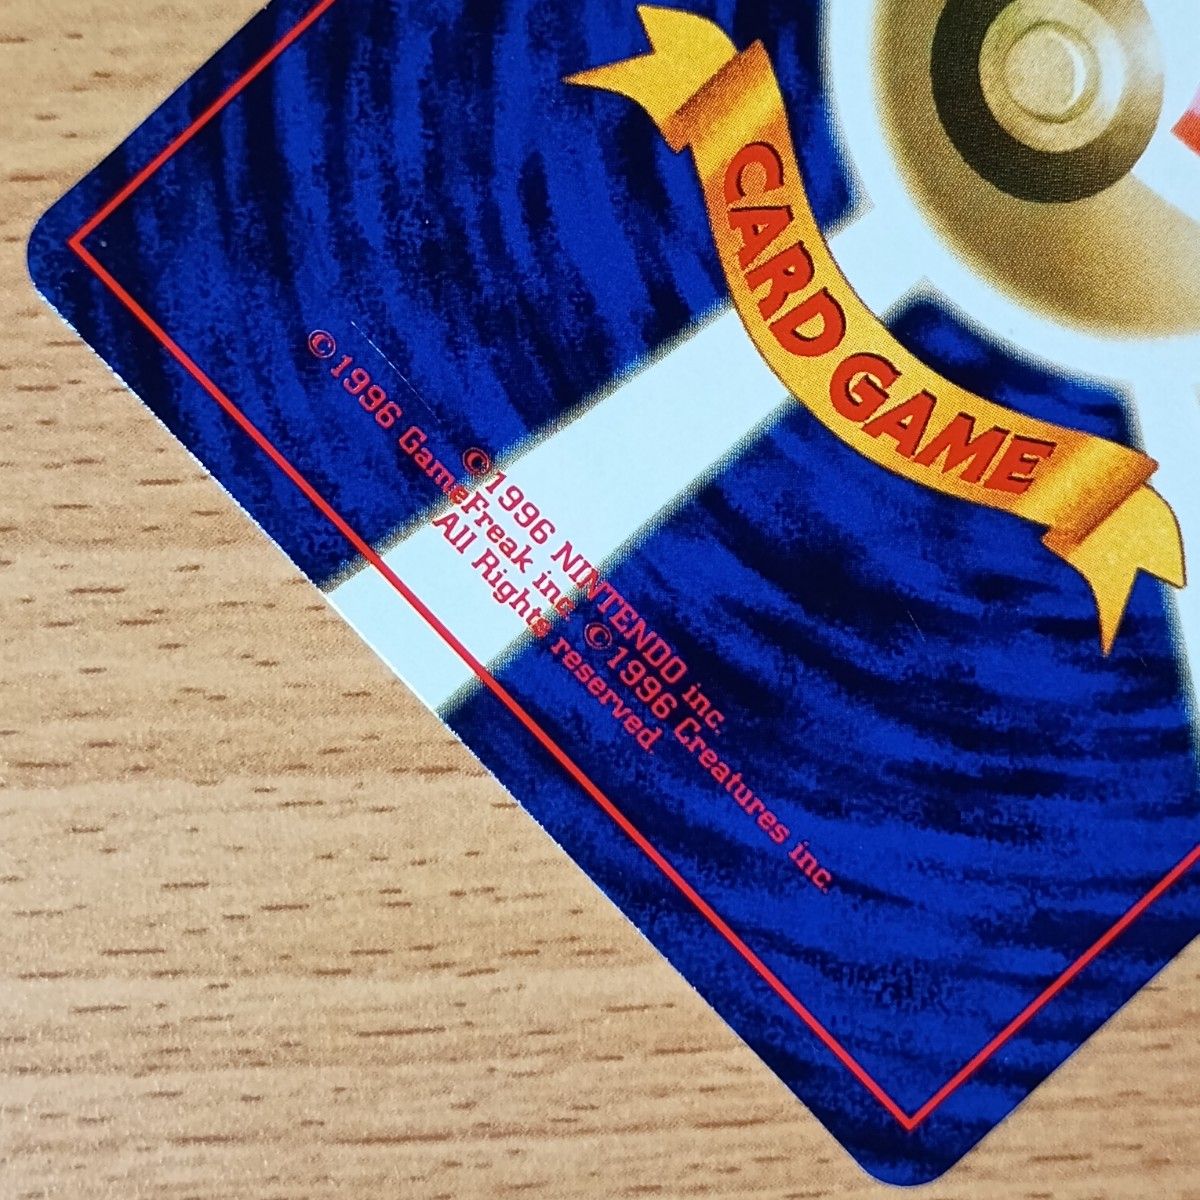 CARD GAME
©1996 NINTENDO inc.
©1996 GameFreak inc. ©1996 Creatures inc.
All Rights reserved.